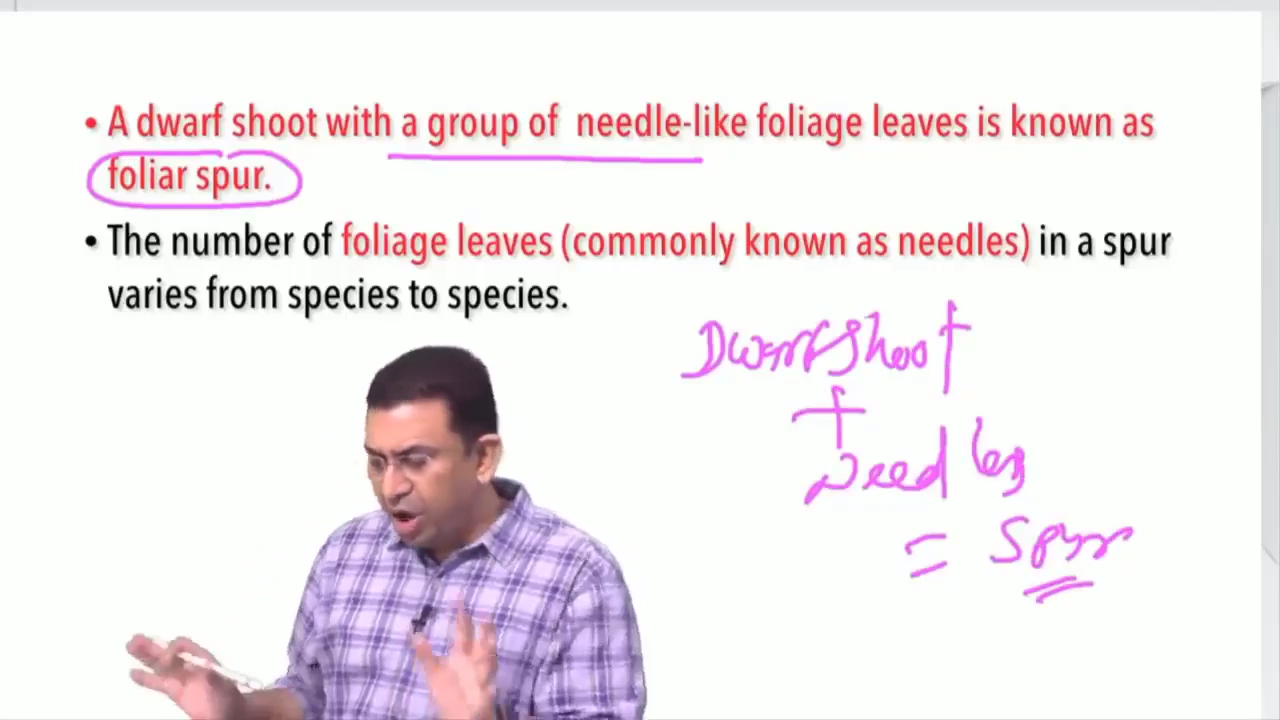 • A dwarf shoot with a group of needle-like foliage leaves is known as
foliar spur.
• The number of foliage leaves (commonly known as needles) in a spur
varies from species to species.
Dwarf shoot
+
Needles
= Spur